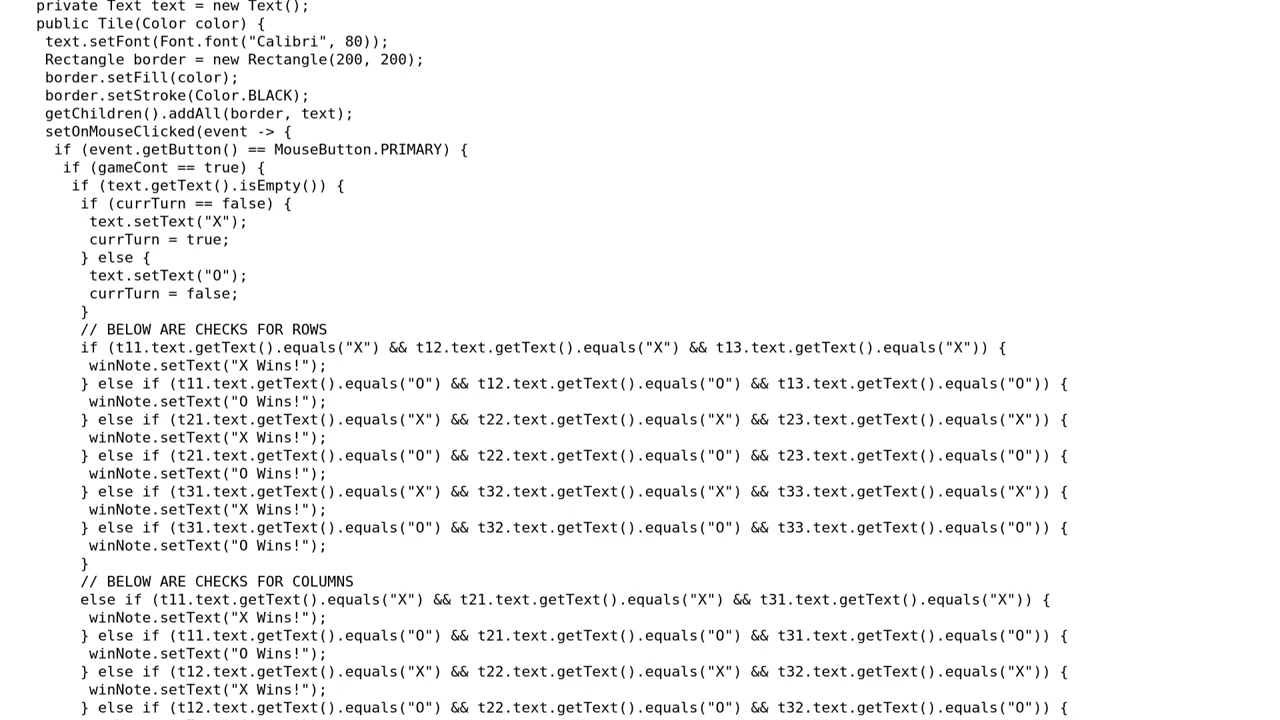 private Text text = new Text();
public Tile(Color color) {
text.setFont(Font.font("Calibri", 80));
Rectangle border = new Rectangle(200, 200);
border.setFill(color);
border.setStroke(Color.BLACK);
getChildren().addAll(border, text);
setOnMouseClicked(event -> {
if (event.getButton() == MouseButton.PRIMARY) {
if (gameCont == true) {
if (text.getText().isEmpty()) {
if (currTurn == false) {
text.setText("X");
currTurn = true;
} else {
text.setText("O");
currTurn = false;
}
// BELOW ARE CHECKS FOR ROWS
if (t11.text.getText().equals("X") && t12.text.getText().equals("X") && t13.text.getText().equals("X")) {
winNote.setText("X Wins!");
} else if (t11.text.getText().equals("O") && t12.text.getText().equals("O") && t13.text.getText().equals("O")) {
winNote.setText("O Wins!");
} else if (t21.text.getText().equals("X") && t22.text.getText().equals("X") && t23.text.getText().equals("X")) {
winNote.setText("X Wins!");
} else if (t21.text.getText().equals("O") && t22.text.getText().equals("O") && t23.text.getText().equals("O")) {
winNote.setText("O Wins!");
} else if (t31.text.getText().equals("X") && t32.text.getText().equals("X") && t33.text.getText().equals("X")) {
winNote.setText("X Wins!");
} else if (t31.text.getText().equals("O") && t32.text.getText().equals("O") && t33.text.getText().equals("O")) {
winNote.setText("O Wins!");
}
// BELOW ARE CHECKS FOR COLUMNS
else if (t11.text.getText().equals("X") && t21.text.getText().equals("X") && t31.text.getText().equals("X")) {
winNote.setText("X Wins!");
} else if (t11.text.getText().equals("O") && t21.text.getText().equals("O") && t31.text.getText().equals("O")) {
winNote.setText("O Wins!");
} else if (t12.text.getText().equals("X") && t22.text.getText().equals("X") && t32.text.getText().equals("X")) {
winNote.setText("X Wins!");
} else if (t12.text.getText().equals("O") && t22.text.getText().equals("O") && t32.text.getText().equals("O")) {